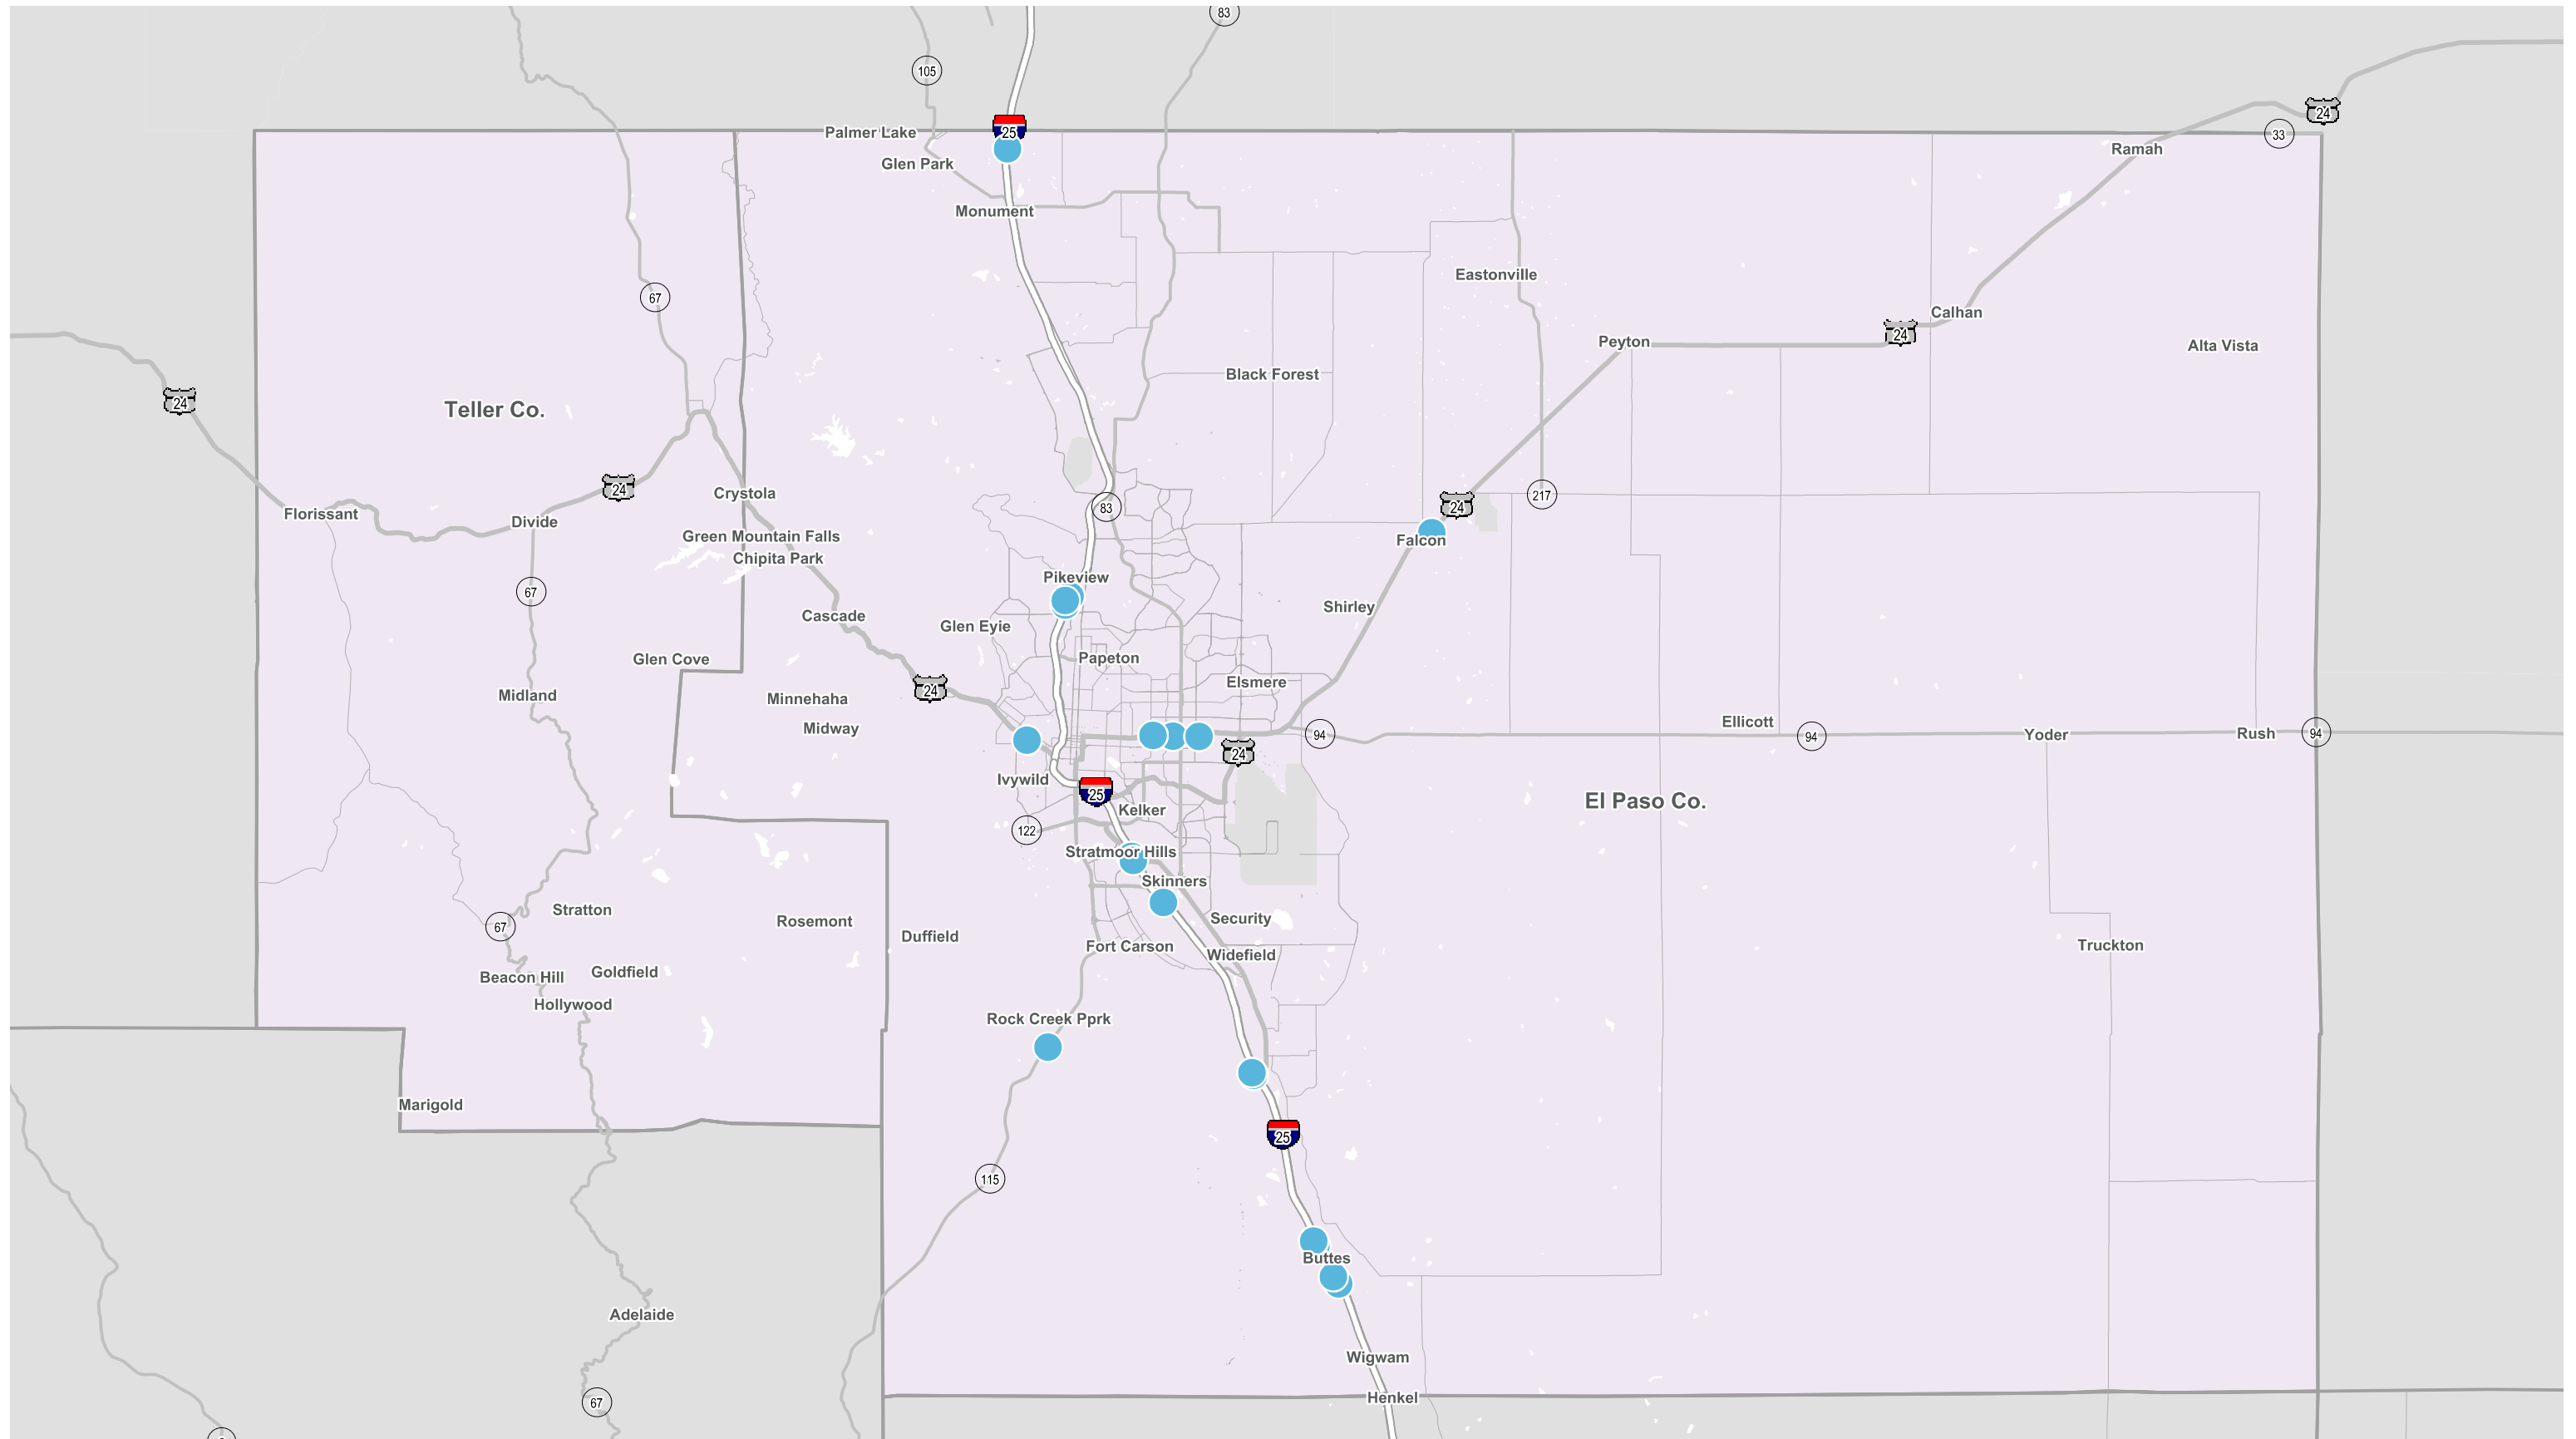 83
105
25
Palmer Lake
24
33
Ramah
Glen Park
Monument
Eastonville
67
Calhan
24
Peyton
Alta Vista
Black Forest
24
Teller Co.
24
Crystola
83
24
217
Florissant
Divide
Green Mountain Falls
Falcon
Chipita Park
Pikeview
67
Shirley
Cascade
Glen Eyie
Glen Cove
Papeton
Elsmere
24
Midland
Minnehaha
Midway
Ellicott
94
94
Yoder
Rush
94
24
Ivywild
25
Kelker
El Paso Co.
122
Stratmoor Hills
Skinners
Stratton
Rosemont
Security
67
Duffield
Fort Carson
Widefield
Truckton
Goldfield
Beacon Hill
Hollywood
Rock Creek Pprk
Marigold
25
115
Buttes
Adelaide
Wigwam
Henkel
67